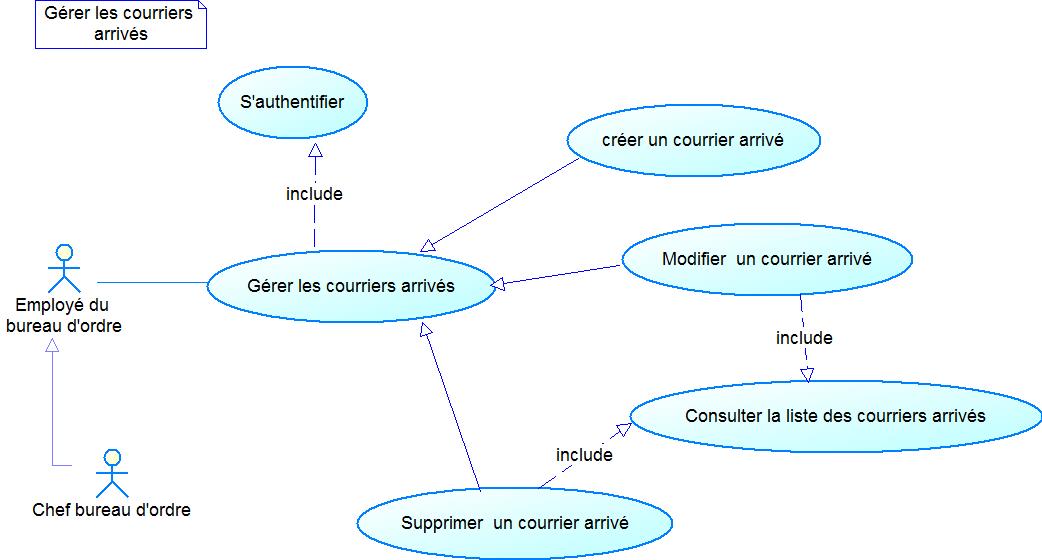 Gérer les courriers
arrivés
S'authentifier
créer un courrier arrivé
include
Modifier un courrier arrivé
Gérer les courriers arrivés
Employé du
bureau d'ordre
include
Consulter la liste des courriers arrivés
include
Chef bureau d'ordre
Supprimer un courrier arrivé